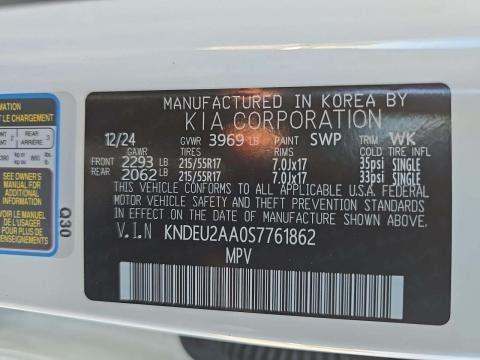 MANUFACTURED IN KOREA BY
KIA CORPORATION
12/24 GVWR 3969 LB PAINT SWP TRIM WK
GAWR TIRES RIMS COLD TIRE INFL
FRONT 2293 LB 215/55R17 7.0Jx17 35psi SINGLE
REAR 2062 LB 215/55R17 7.0Jx17 33psi SINGLE
THIS VEHICLE CONFORMS TO ALL APPLICABLE U.S.A. FEDERAL
MOTOR VEHICLE SAFETY AND THEFT PREVENTION STANDARDS
IN EFFECT ON THE DATE OF MANUFACTURE SHOWN ABOVE.
V.I.N KNDEU2AA0S7761862
MPV
LE CHARGEMENT
SEE OWNER'S
MANUAL FOR
ADDITIONAL
INFORMATION
VOIR LE MANUEL
DE L'USAGER
POUR PLUS DE
Q30